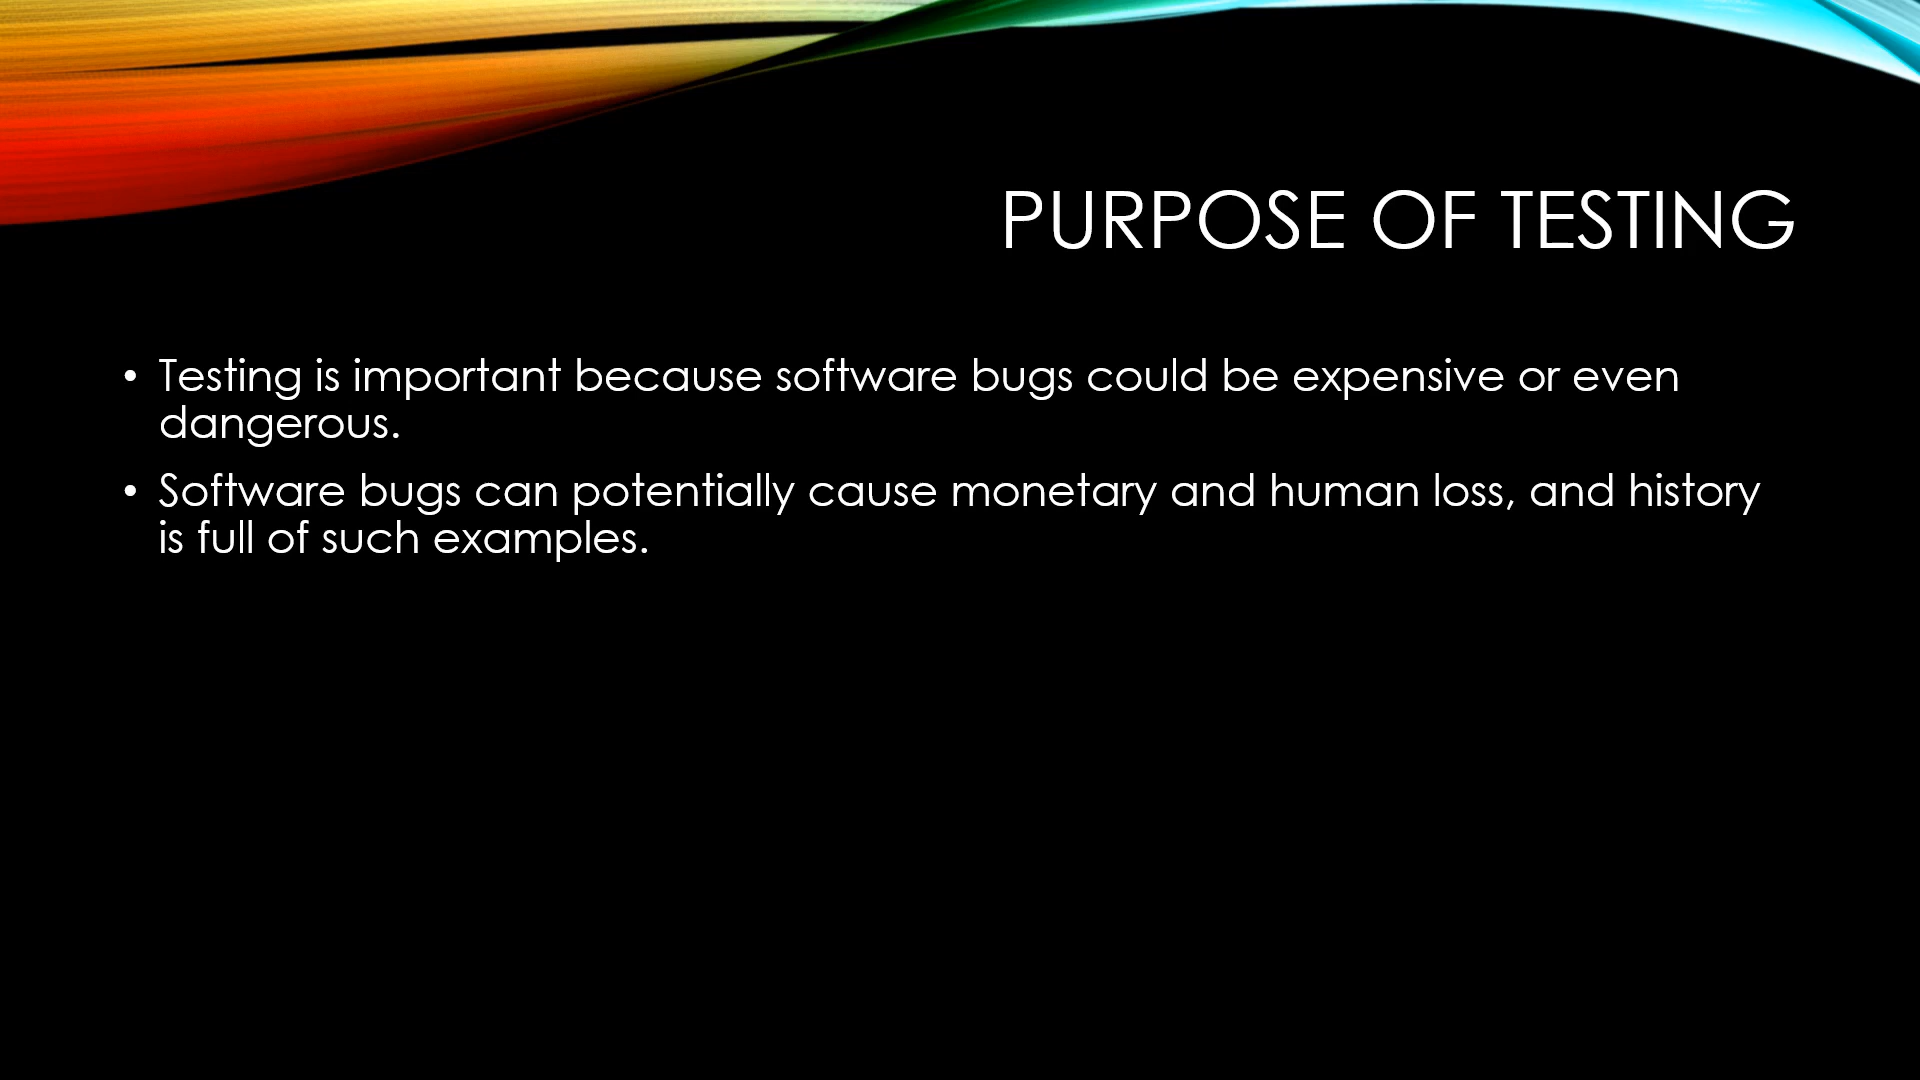 PURPOSE OF TESTING
• Testing is important because software bugs could be expensive or even
dangerous.
• Software bugs can potentially cause monetary and human loss, and history
is full of such examples.